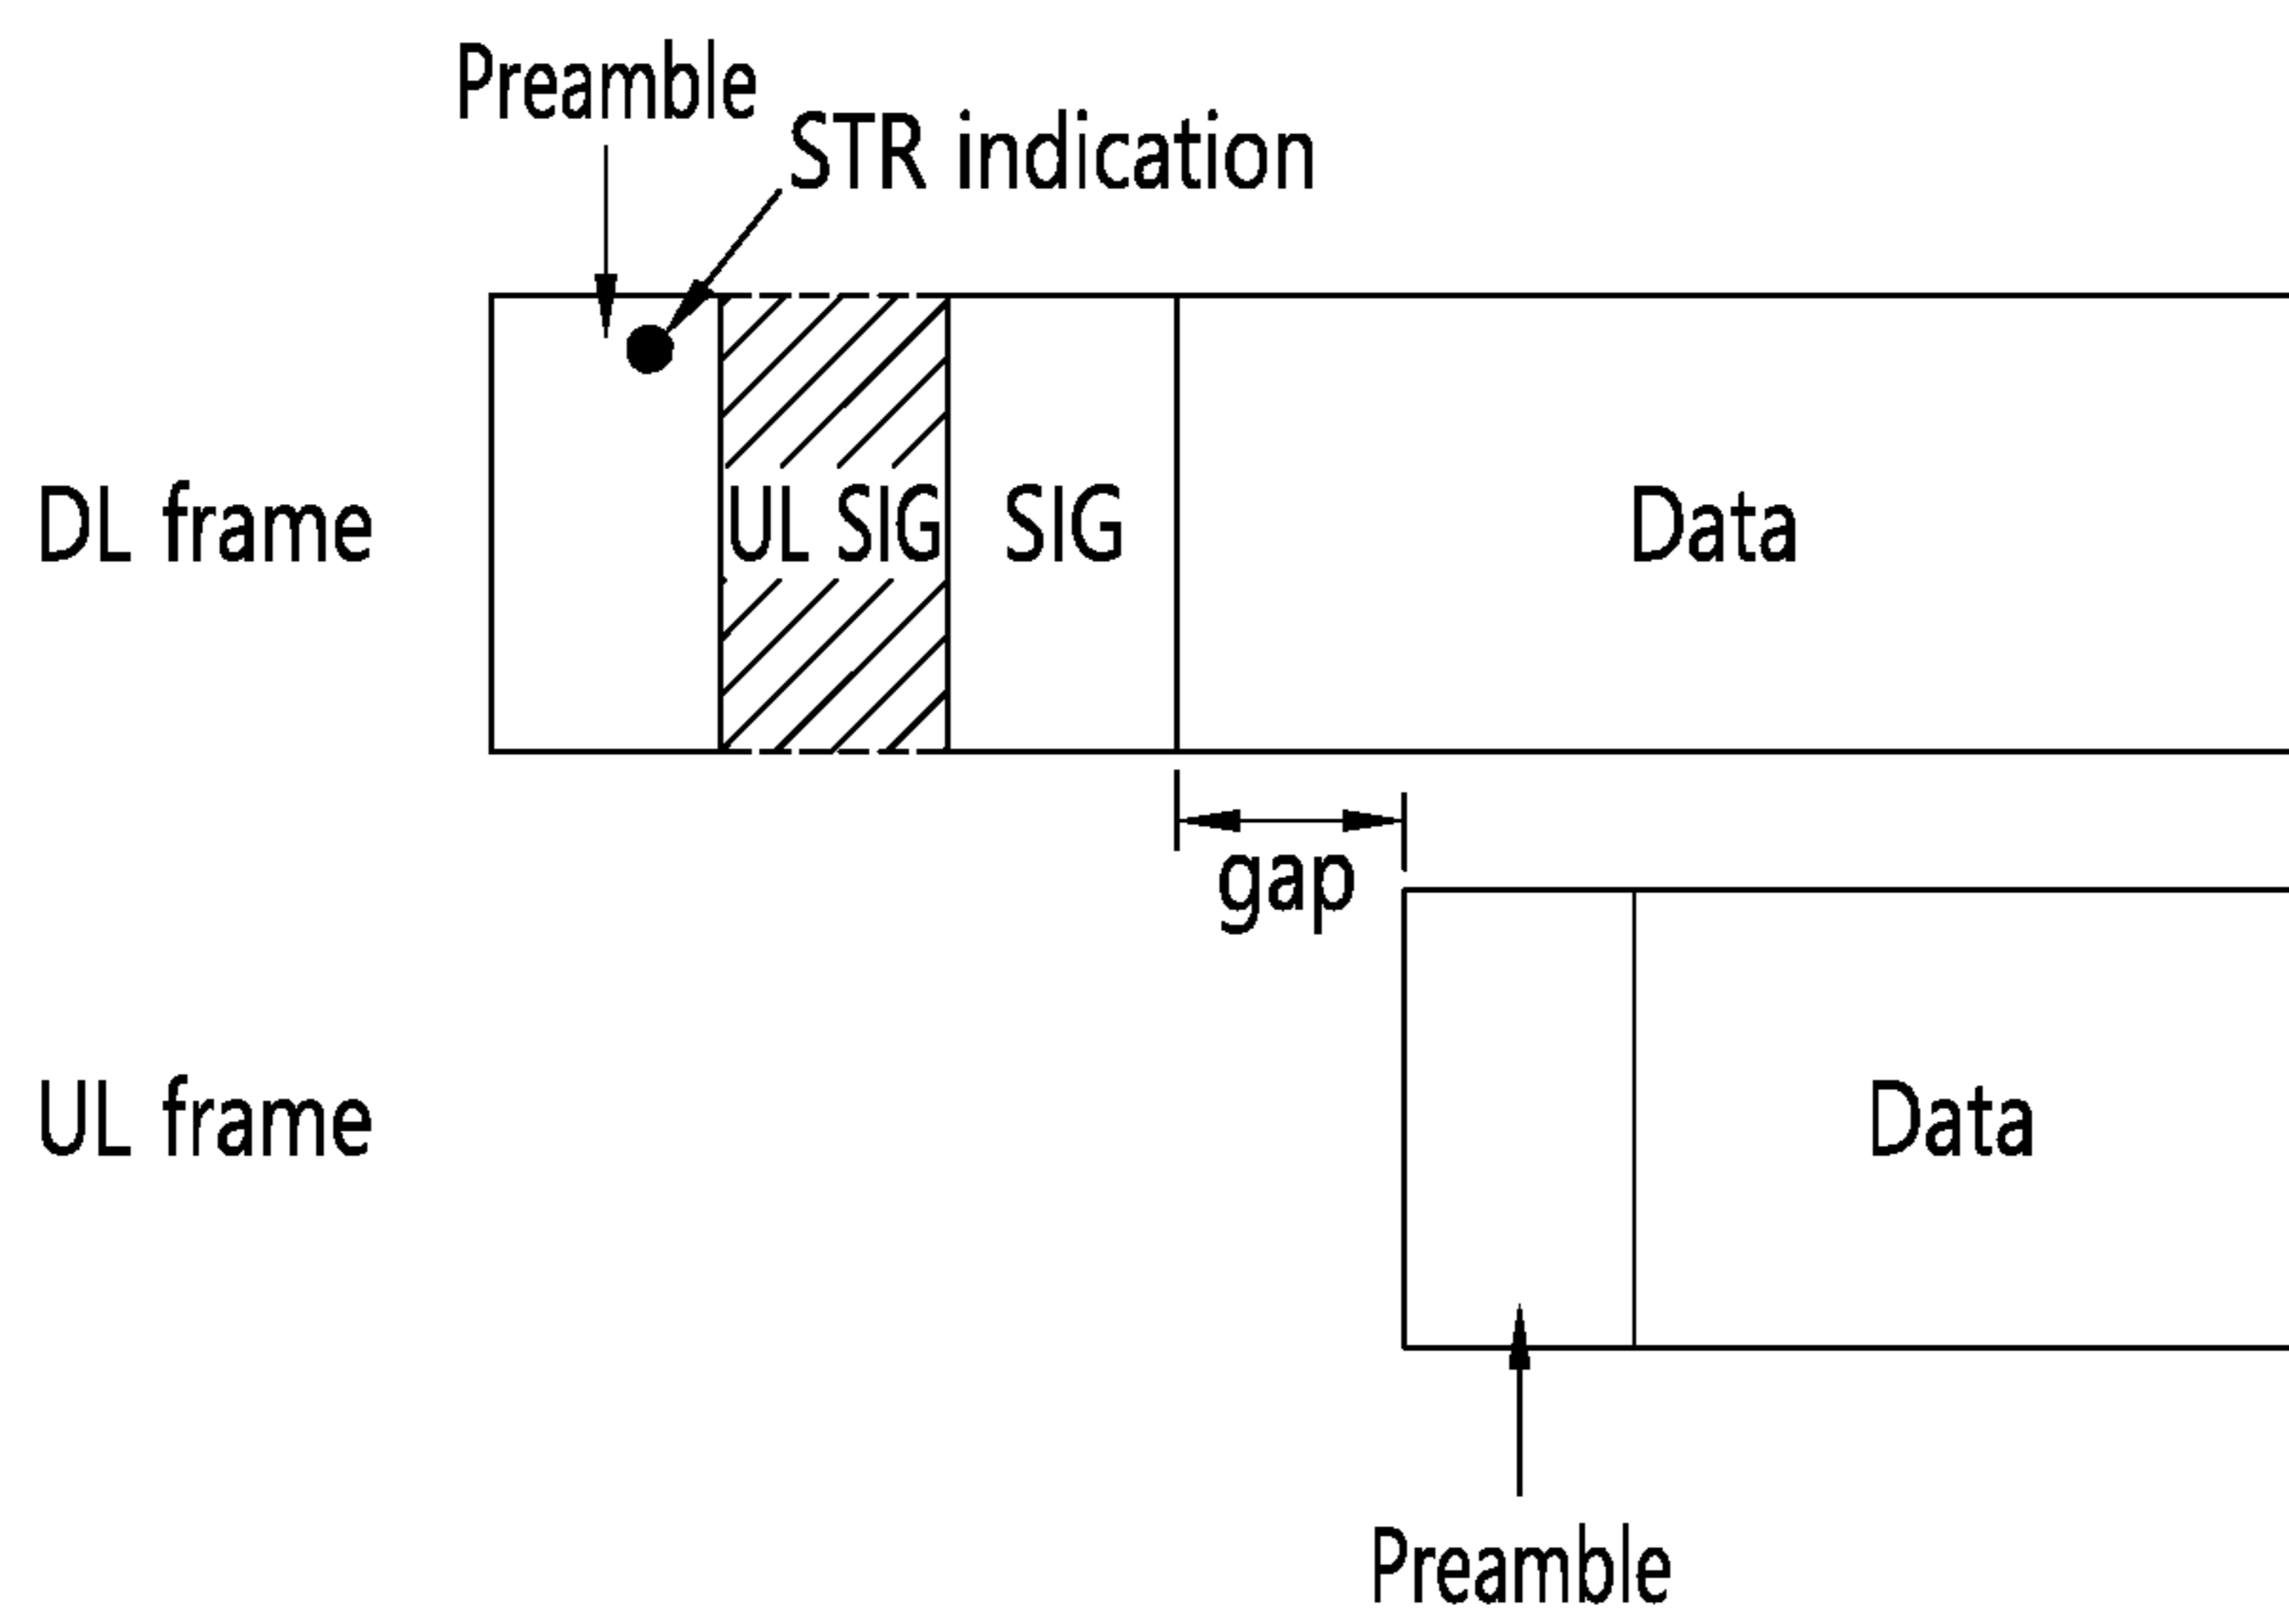 Preamble
STR indication
DL frame
UL SIG
SIG
Data
gap
UL frame
Data
Preamble